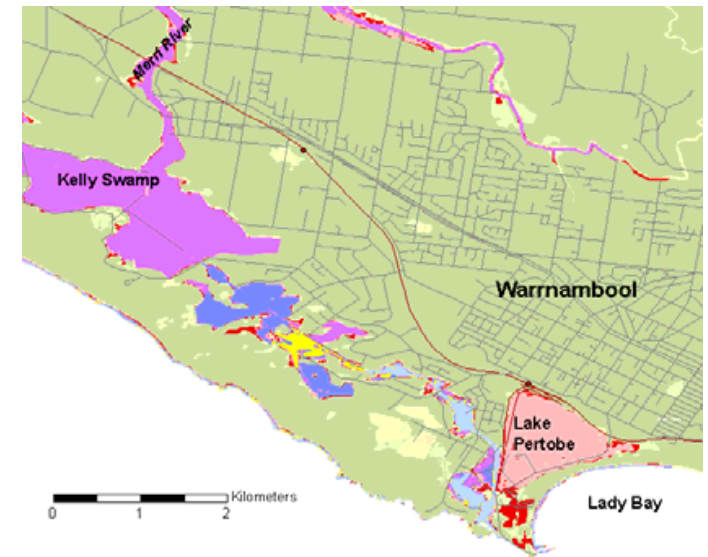 Merri River
Kelly Swamp
Warrnambool
Lake
Pertobe
Lady Bay
Kilometers
0 1 2